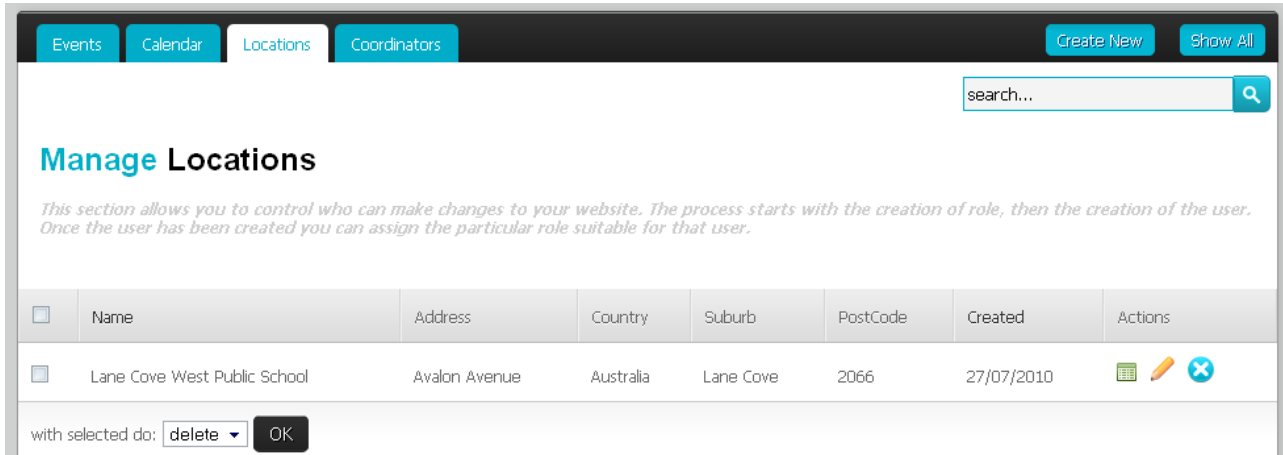 Events Calendar Locations Coordinators Create New Show All
search...
Manage Locations
This section allows you to control who can make changes to your website. The process starts with the creation of role, then the creation of the user.
Once the user has been created you can assign the particular role suitable for that user.
Name Address Country Suburb PostCode Created Actions
Lane Cove West Public School Avalon Avenue Australia Lane Cove 2066 27/07/2010
with selected do: delete OK